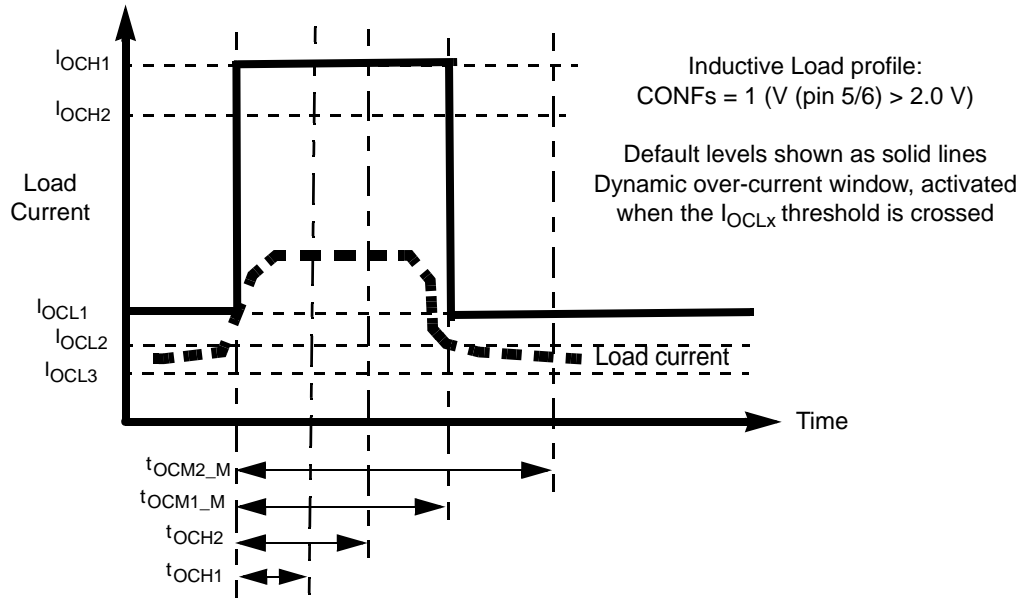 I_OCH1
I_OCH2
Load
Current
I_OCL1
I_OCL2
I_OCL3
Inductive Load profile:
CONFs = 1 (V (pin 5/6) > 2.0 V)
Default levels shown as solid lines
Dynamic over-current window, activated
when the I_OCLx threshold is crossed
Load current
Time
t_OCM2_M
t_OCM1_M
t_OCH2
t_OCH1